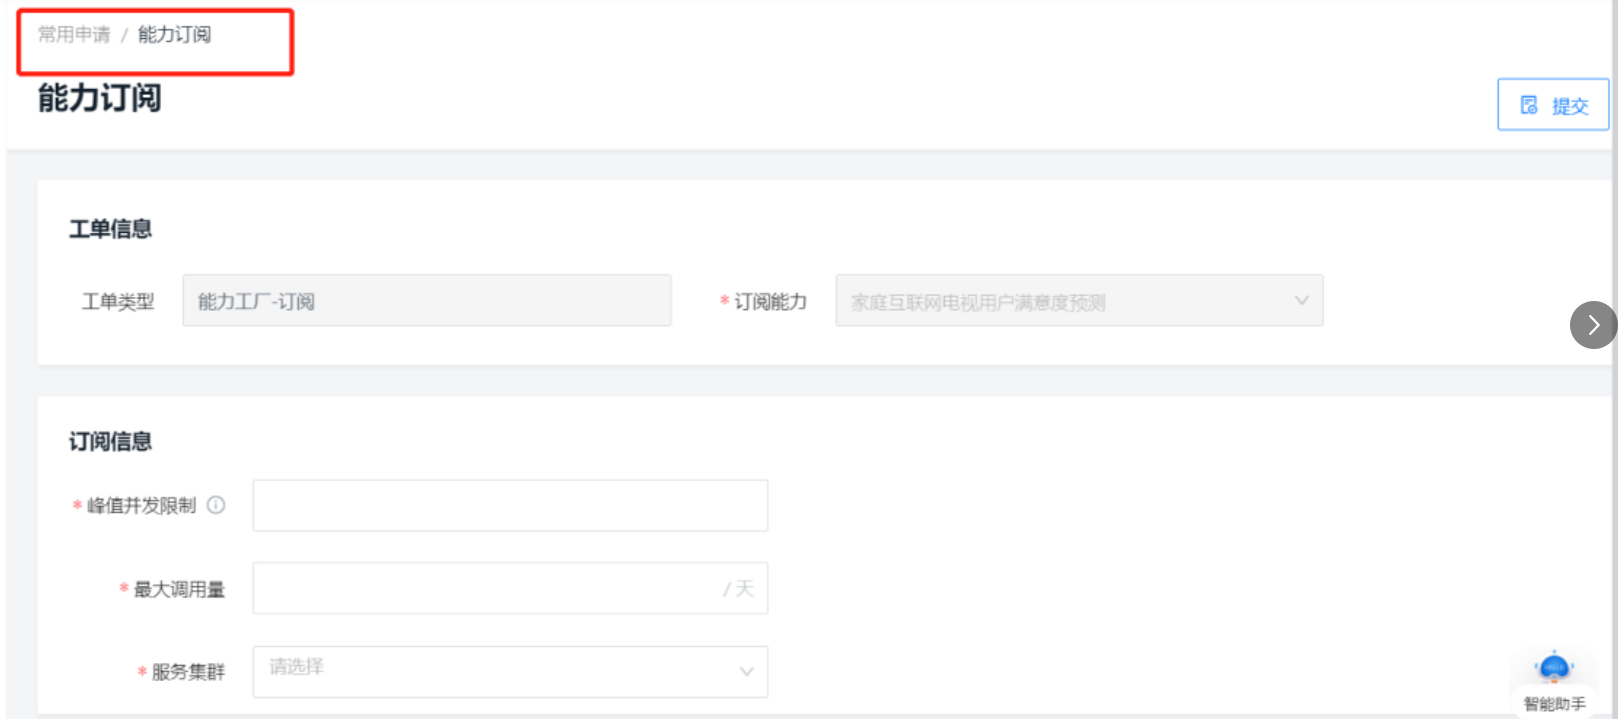 常用申请 / 能力订阅
能力订阅
提交
工单信息
工单类型 能力工厂-订阅 * 订阅能力 家庭互联网电视用户满意度预测
订阅信息
* 峰值并发限制
* 最大调用量 / 天
* 服务集群 请选择
智能助手